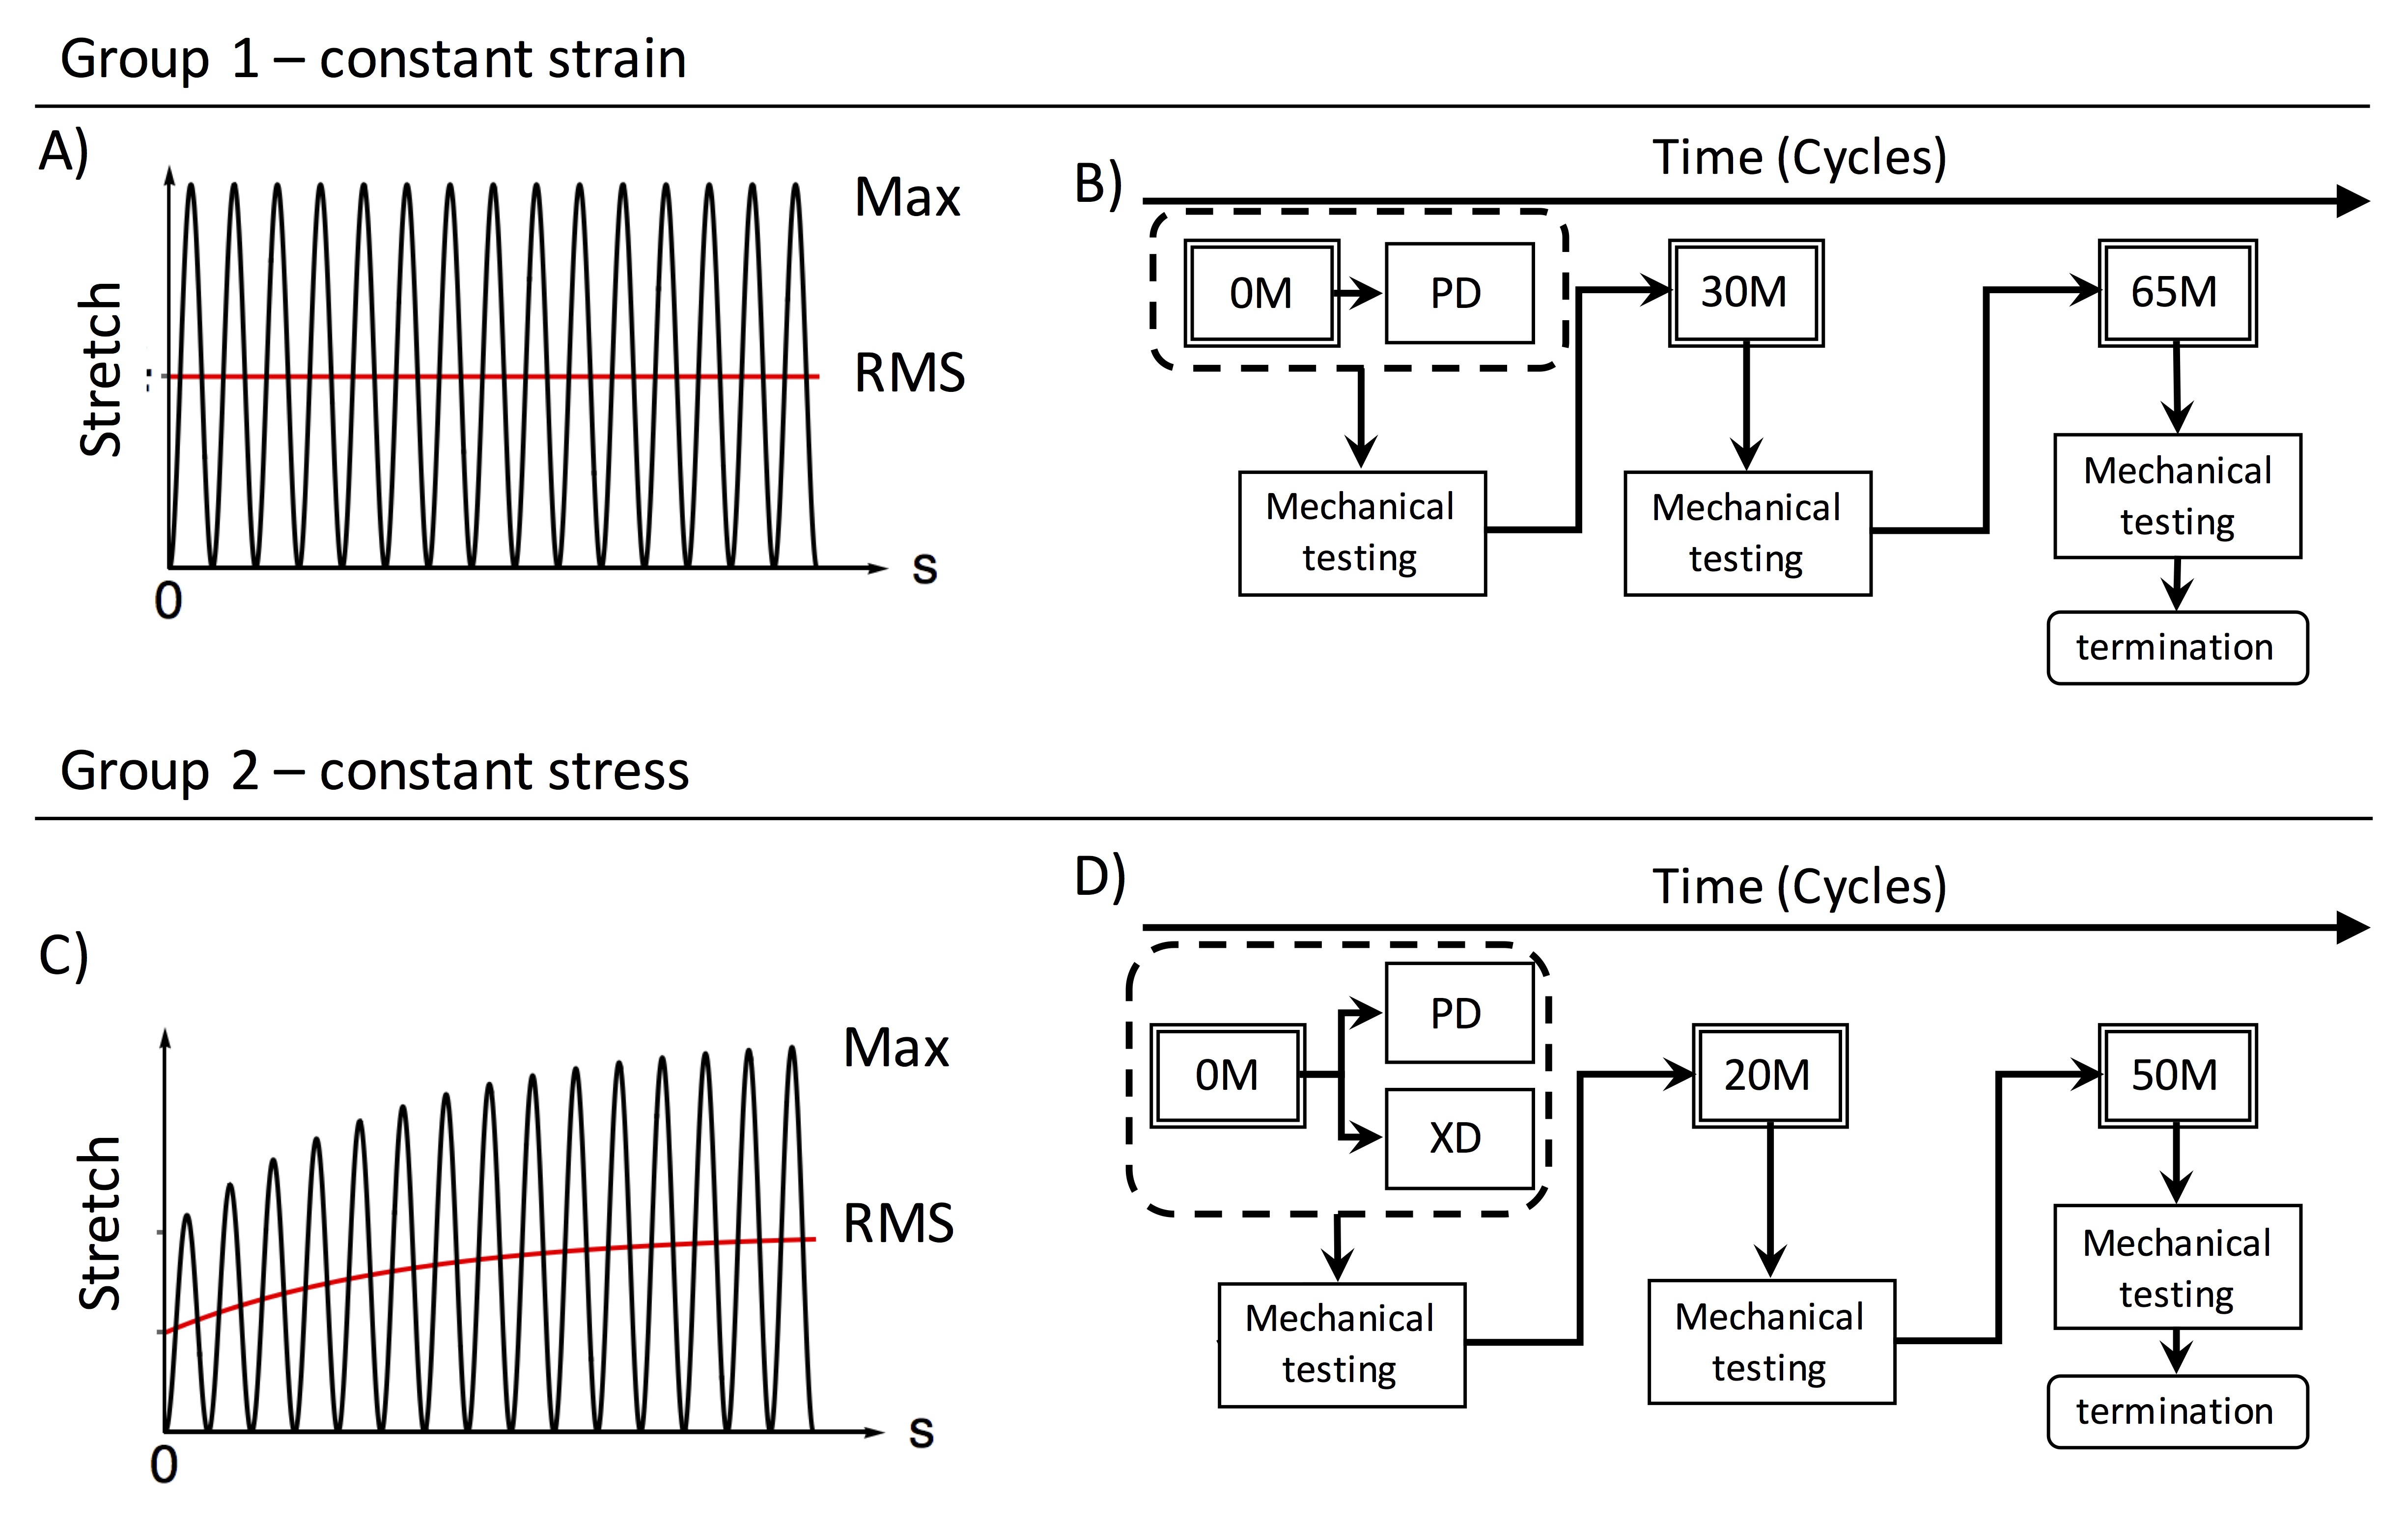 Group 1 – constant strain
A)
Max
RMS
Stretch
0
s
B)
Time (Cycles)
0M
PD
30M
65M
Mechanical
testing
Mechanical
testing
Mechanical
testing
termination
Group 2 – constant stress
C)
Max
RMS
Stretch
0
s
D)
Time (Cycles)
0M
PD
XD
20M
50M
Mechanical
testing
Mechanical
testing
Mechanical
testing
termination